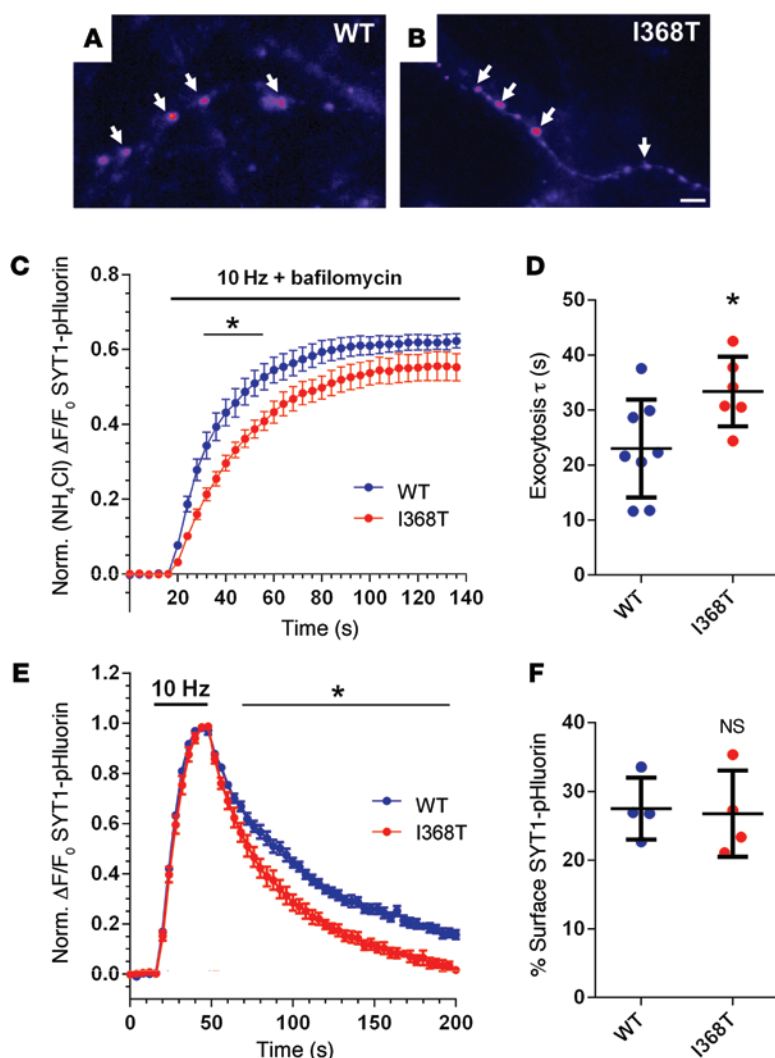 A
WT
B
I368T
C
Norm. (NH₄Cl) ΔF/F₀ SYT1-pHluorin
0.8
0.6
0.4
0.2
0.0
10 Hz + bafilomycin
*
WT
I368T
20 40 60 80 100 120 140
Time (s)
D
Exocytosis τ (s)
50
40
30
20
10
0
*
WT
I368T
E
Norm. ΔF/F₀ SYT1-pHluorin
1.2
1.0
0.8
0.6
0.4
0.2
0.0
10 Hz
*
WT
I368T
0 50 100 150 200
Time (s)
F
% Surface SYT1-pHluorin
40
30
20
10
0
NS
WT
I368T